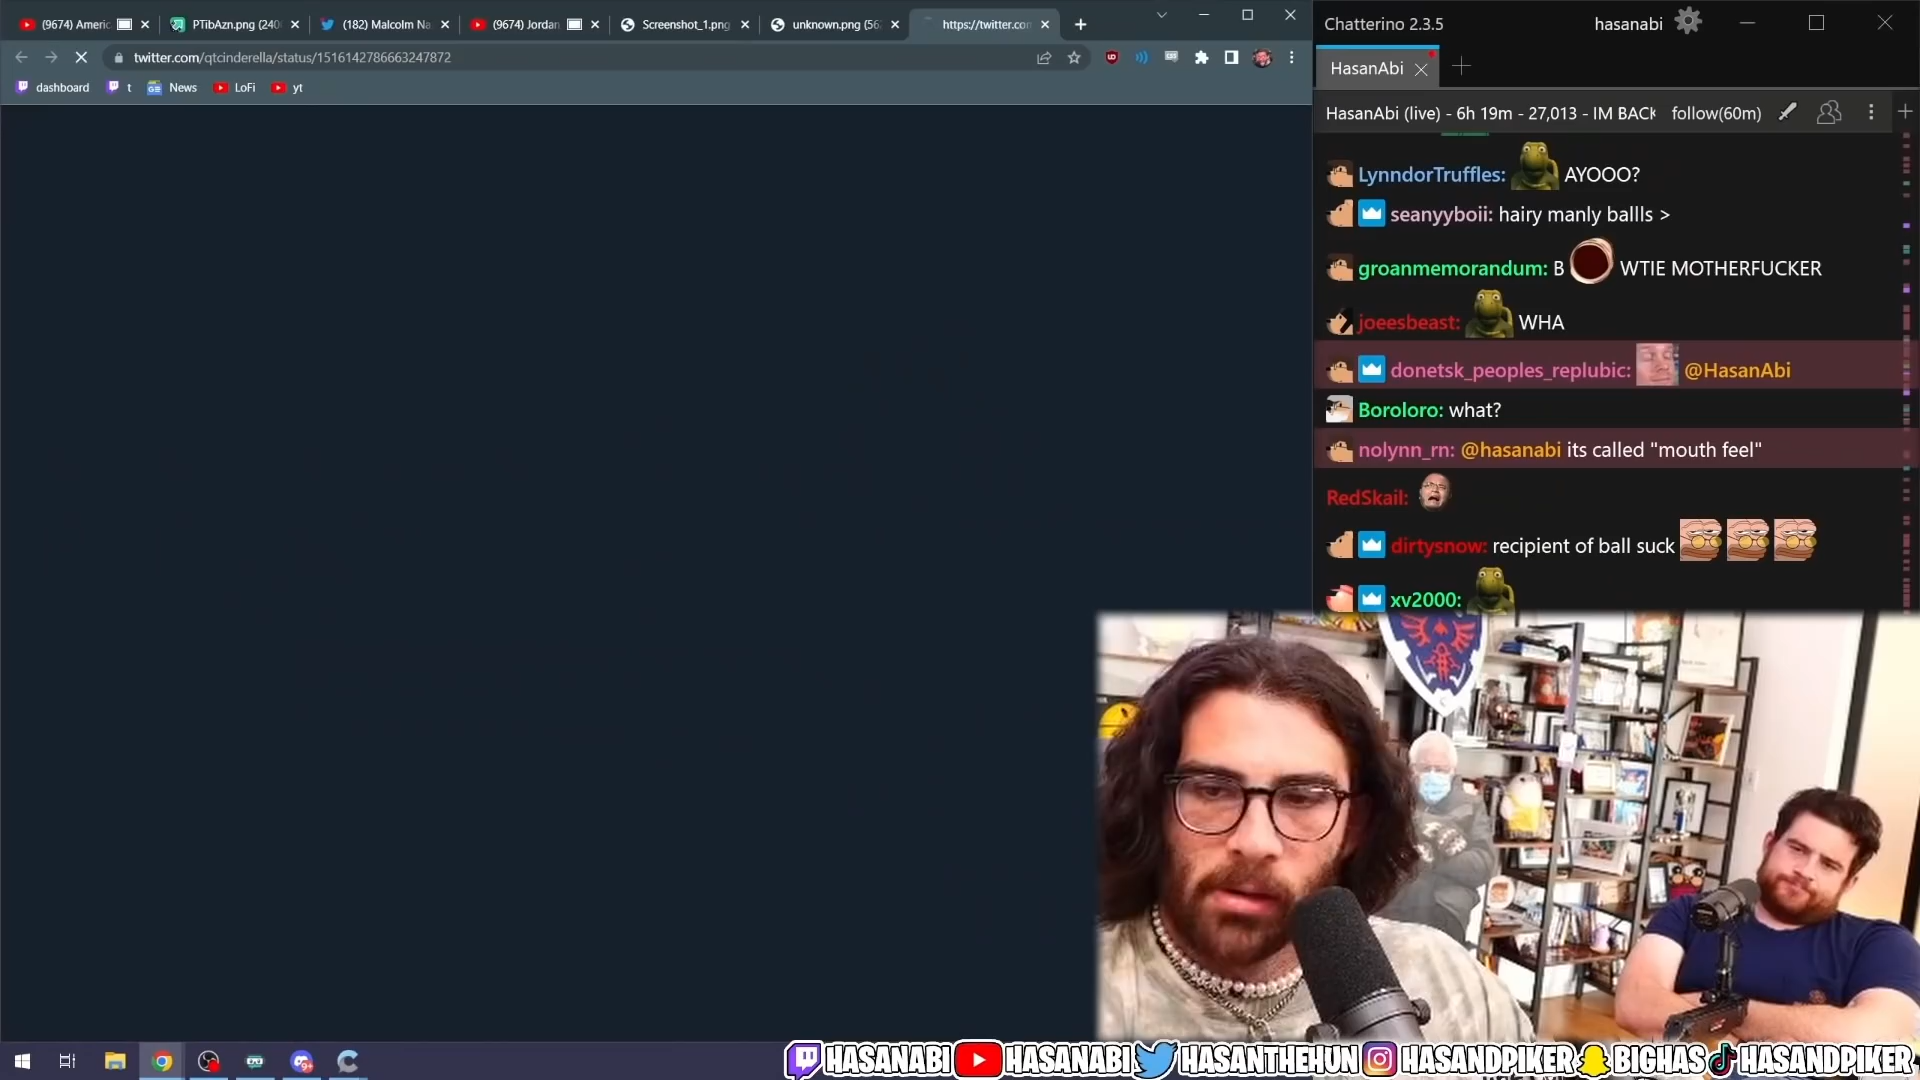 (9674) Americ
PTibAzn.png (240
(182) Malcolm Na
(9674) Jordan
Screenshot_1.png
unknown.png (56
https://twitter.co
twitter.com/qtcinderella/status/1516142786663247872
dashboard
t
News
LoFi
yt
Chatterino 2.3.5
hasanabi
HasanAbi
HasanAbi (live) - 6h 19m - 27,013 - IM BACK
follow(60m)
LynndorTruffles: AYOOO?
seanyyboii: hairy manly ballls >
groanmemorandum: B WTIE MOTHERFUCKER
joeesbeast: WHA
donetsk_peoples_replubic: @HasanAbi
Boroloro: what?
nolynn_rn: @hasanabi its called "mouth feel"
RedSkail:
dirtysnow: recipient of ball suck
xv2000:
HASANABI HASANABI HASANTHEHUN HASANDPIKER BIGHAS HASANDPIKER